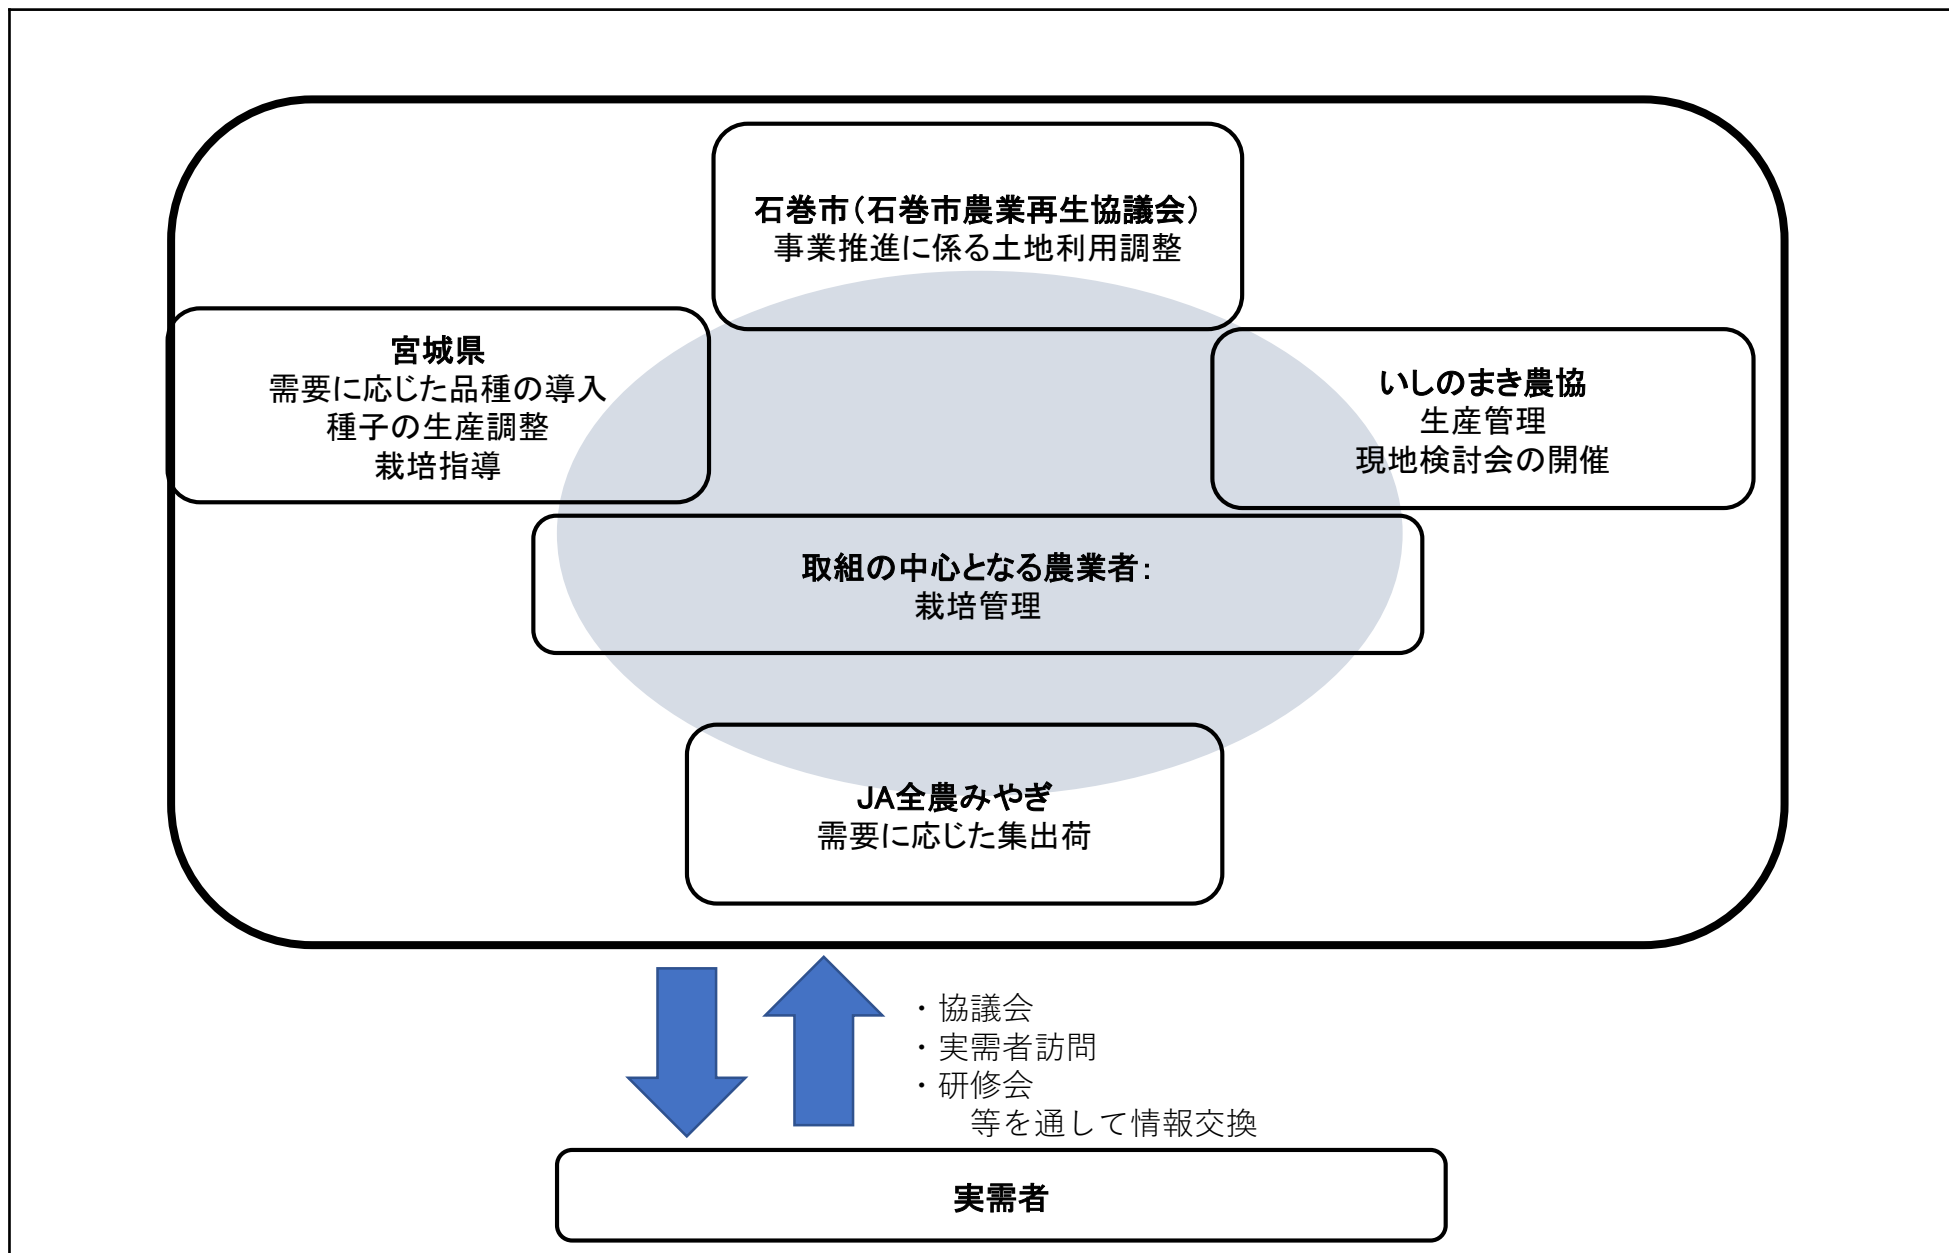 石巻市（石巻市農業再生協議会）
事業推進に係る土地利用調整
宮城県
需要に応じた品種の導入
種子の生産調整
栽培指導
いしのまき農協
生産管理
現地検討会の開催
取組の中心となる農業者：
栽培管理
JA全農みやぎ
需要に応じた集出荷
・協議会
・実需者訪問
・研修会
等を通して情報交換
実需者